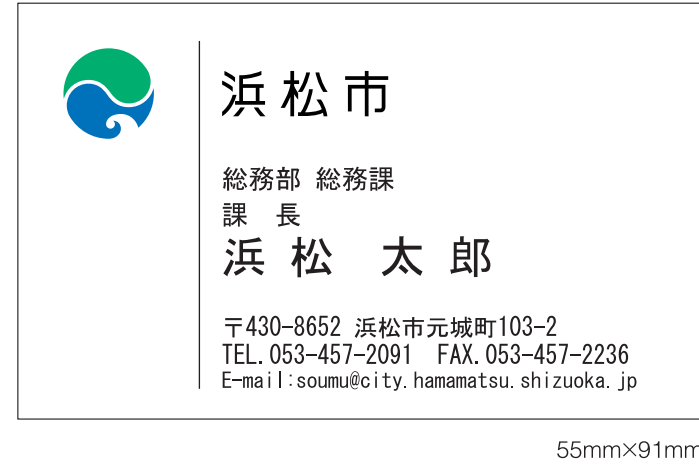 浜松市
総務部 総務課
課 長
浜松 太郎
〒430-8652 浜松市元城町103-2
TEL.053-457-2091 FAX.053-457-2236
E-mail:soumu@city.hamamatsu.shizuoka.jp
55mm×91mm